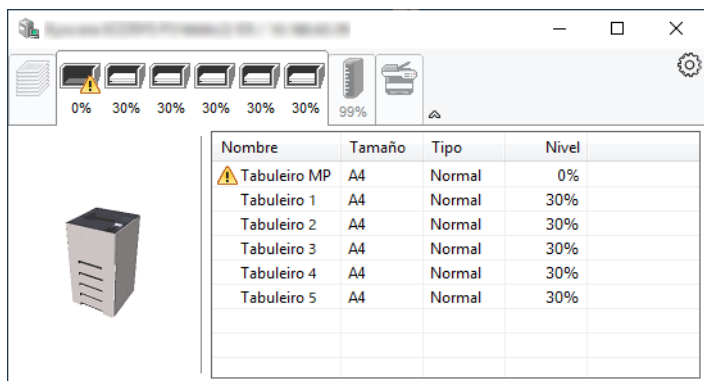 0% 30% 30% 30% 30% 30% 99%
Nombre Tamaño Tipo Nivel
Tabuleiro MP A4 Normal 0%
Tabuleiro 1 A4 Normal 30%
Tabuleiro 2 A4 Normal 30%
Tabuleiro 3 A4 Normal 30%
Tabuleiro 4 A4 Normal 30%
Tabuleiro 5 A4 Normal 30%